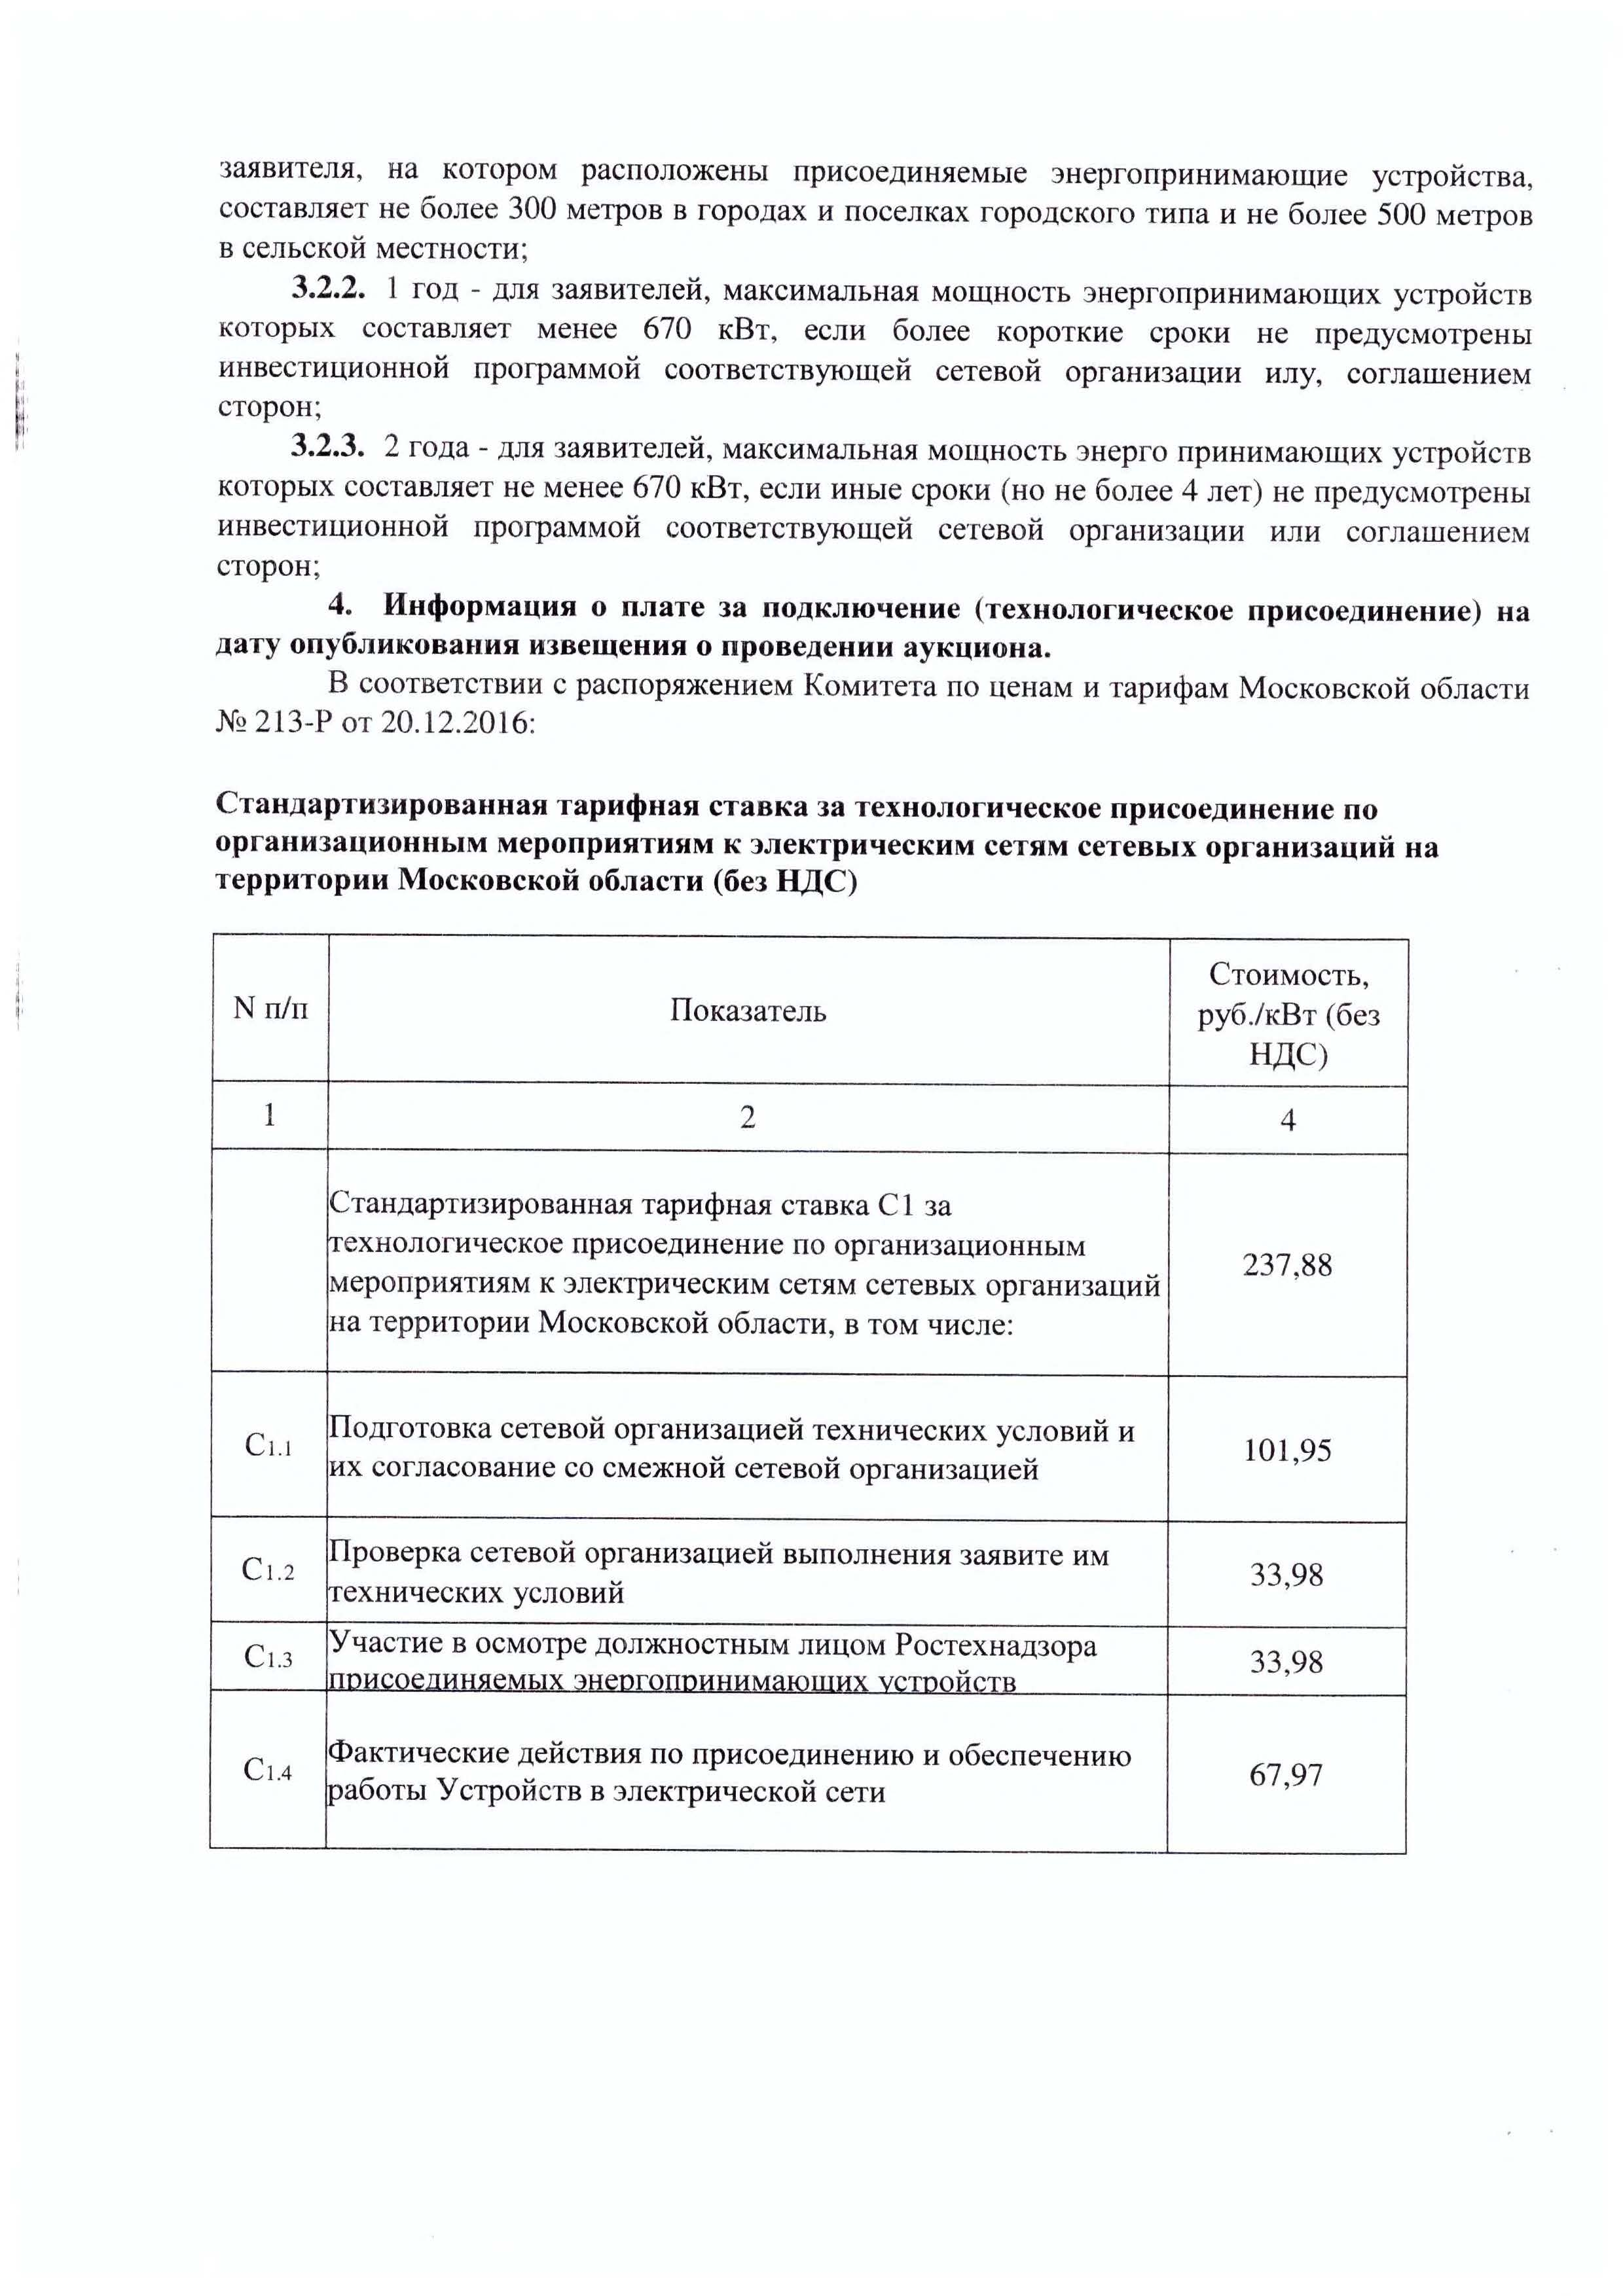 заявителя, на котором расположены присоединяемые энергопринимающие устройства,
составляет не более 300 метров в городах и поселках городского типа и не более 500 метров
в сельской местности;
3.2.2. 1 год - для заявителей, максимальная мощность энергопринимающих устройств
которых составляет менее 670 кВт, если более короткие сроки не предусмотрены
инвестиционной программой соответствующей сетевой организации илу, соглашением
сторон;
3.2.3. 2 года - для заявителей, максимальная мощность энерго принимающих устройств
которых составляет не менее 670 кВт, если иные сроки (но не более 4 лет) не предусмотрены
инвестиционной программой соответствующей сетевой организации или соглашением
сторон;
4. Информация о плате за подключение (технологическое присоединение) на
дату опубликования извещения о проведении аукциона.
В соответствии с распоряжением Комитета по ценам и тарифам Московской области
№ 213-Р от 20.12.2016:
Стандартизированная тарифная ставка за технологическое присоединение по
организационным мероприятиям к электрическим сетям сетевых организаций на
территории Московской области (без НДС)
N п/п
Показатель
Стоимость,
руб./кВт (без
НДС)
1
2
4
Стандартизированная тарифная ставка С1 за
технологическое присоединение по организационным
мероприятиям к электрическим сетям сетевых организаций
на территории Московской области, в том числе:
237,88
С1.1
Подготовка сетевой организацией технических условий и
их согласование со смежной сетевой организацией
101,95
С1.2
Проверка сетевой организацией выполнения заявите им
технических условий
33,98
С1.3
Участие в осмотре должностным лицом Ростехнадзора
присоединяемых энергопринимающих устройств
33,98
С1.4
Фактические действия по присоединению и обеспечению
работы Устройств в электрической сети
67,97